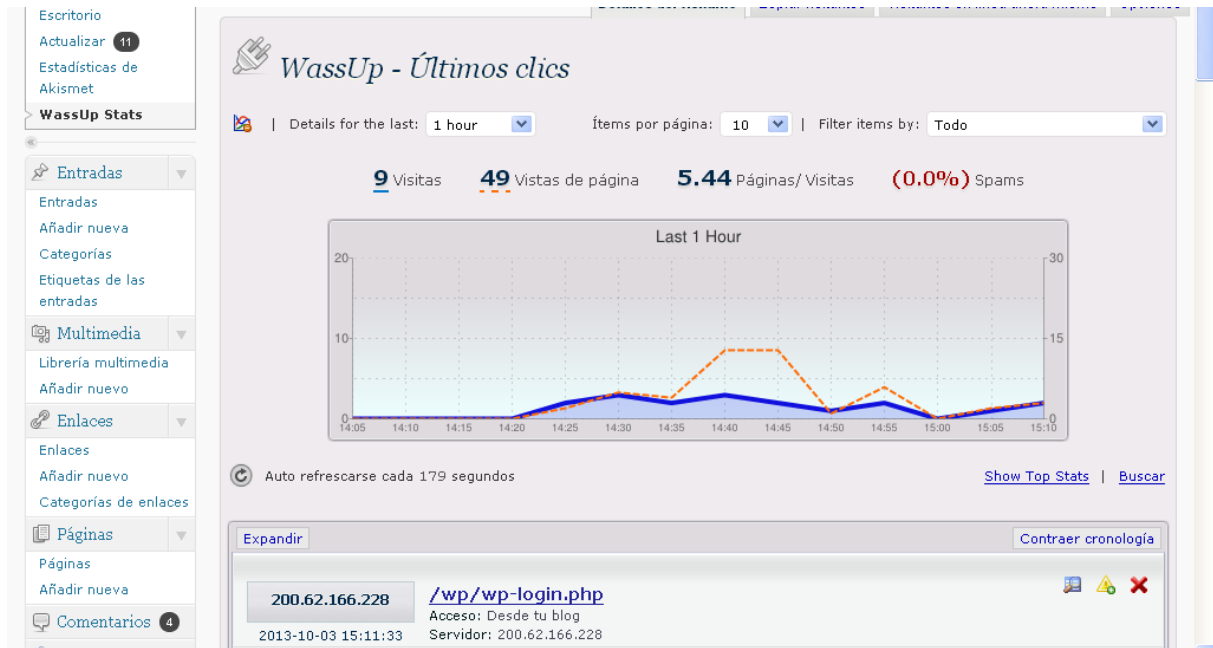 Escritorio
Actualizar 11
Estadísticas de
Akismet
WassUp Stats
Entradas
Entradas
Añadir nueva
Categorías
Etiquetas de las
entradas
Multimedia
Librería multimedia
Añadir nuevo
Enlaces
Enlaces
Añadir nuevo
Categorías de enlaces
Páginas
Páginas
Añadir nueva
Comentarios 4
WassUp - Últimos clics
| Details for the last: 1 hour Ítems por página: 10 | Filter items by: Todo
9 Visitas 49 Vistas de página 5.44 Páginas/ Visitas (0.0%) Spams
Last 1 Hour
20 30
10 15
0 0
14:05 14:10 14:15 14:20 14:25 14:30 14:35 14:40 14:45 14:50 14:55 15:00 15:05 15:10
Auto refrescarse cada 179 segundos Show Top Stats | Buscar
Expandir Contraer cronología
200.62.166.228 /wp/wp-login.php
Acceso: Desde tu blog
2013-10-03 15:11:33 Servidor: 200.62.166.228